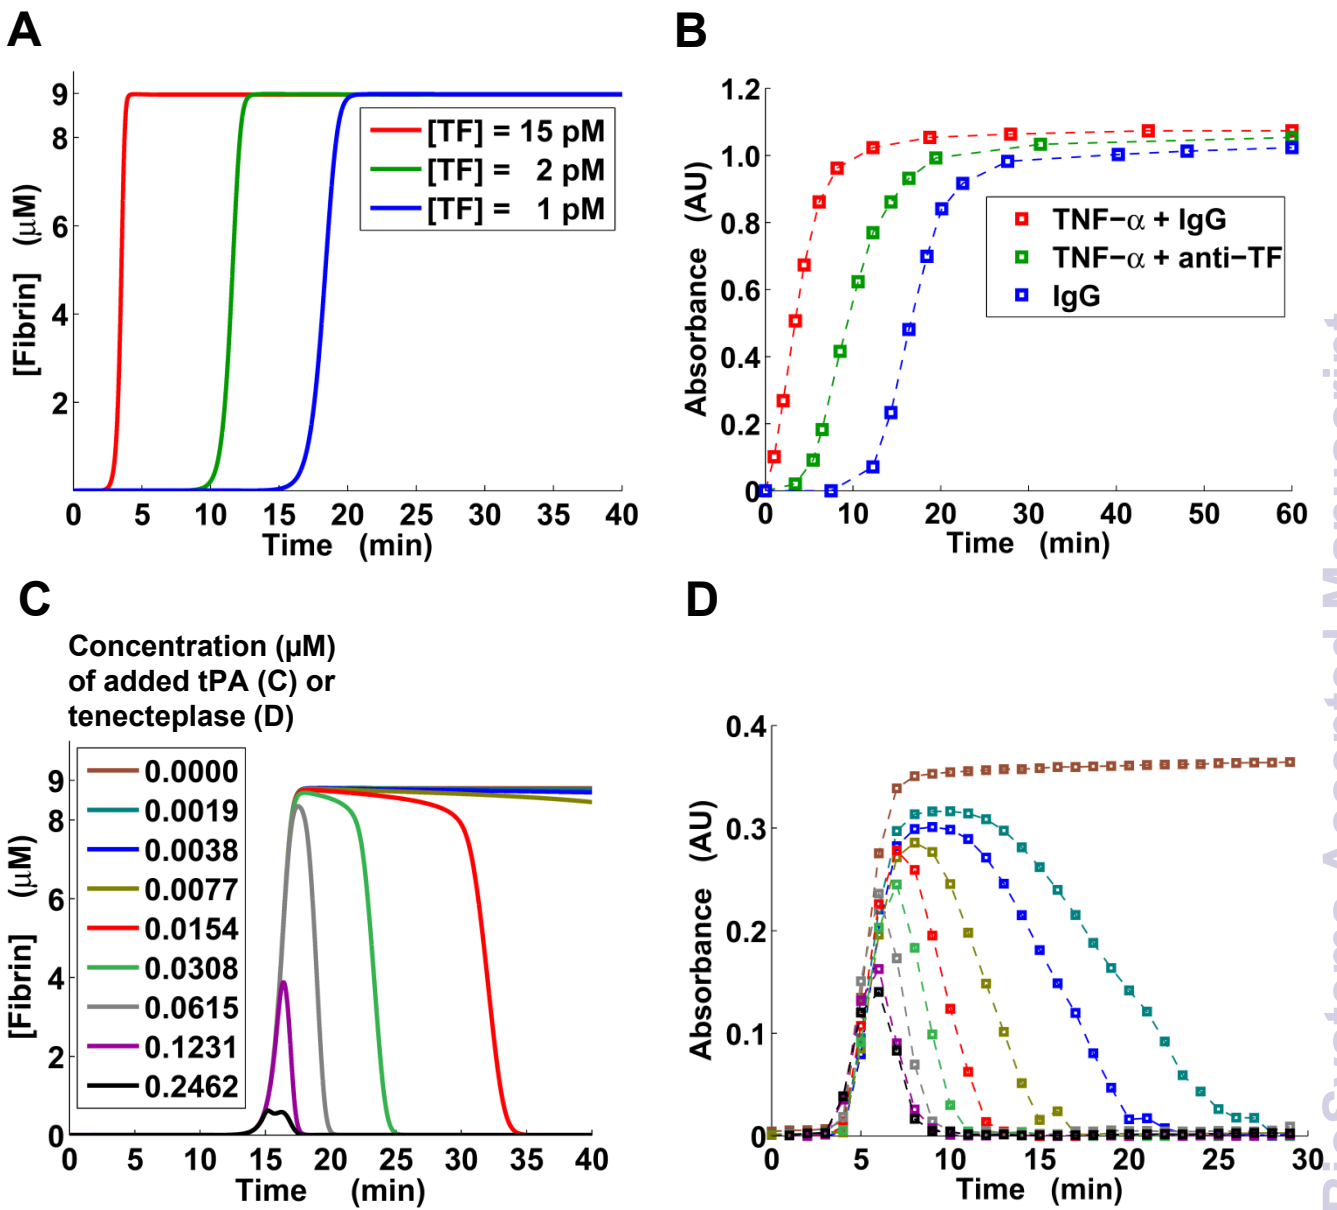 A
9
8
6
4
2
0
5
10
15
20
25
30
35
40
[Fibrin] (μM)
Time (min)
[TF] = 15 pM
[TF] = 2 pM
[TF] = 1 pM
B
1.2
1.0
0.8
0.6
0.4
0.2
0
0
10
20
30
40
50
60
Absorbance (AU)
Time (min)
TNF−α + IgG
TNF−α + anti−TF
IgG
C
Concentration (μM)
of added tPA (C) or
tenecteplase (D)
0.0000
0.0019
0.0038
0.0077
0.0154
0.0308
0.0615
0.1231
0.2462
9
8
6
4
2
0
0
5
10
15
20
25
30
35
40
[Fibrin] (μM)
Time (min)
D
0.4
0.3
0.2
0.1
0
0
5
10
15
20
25
30
Absorbance (AU)
Time (min)
Accepted